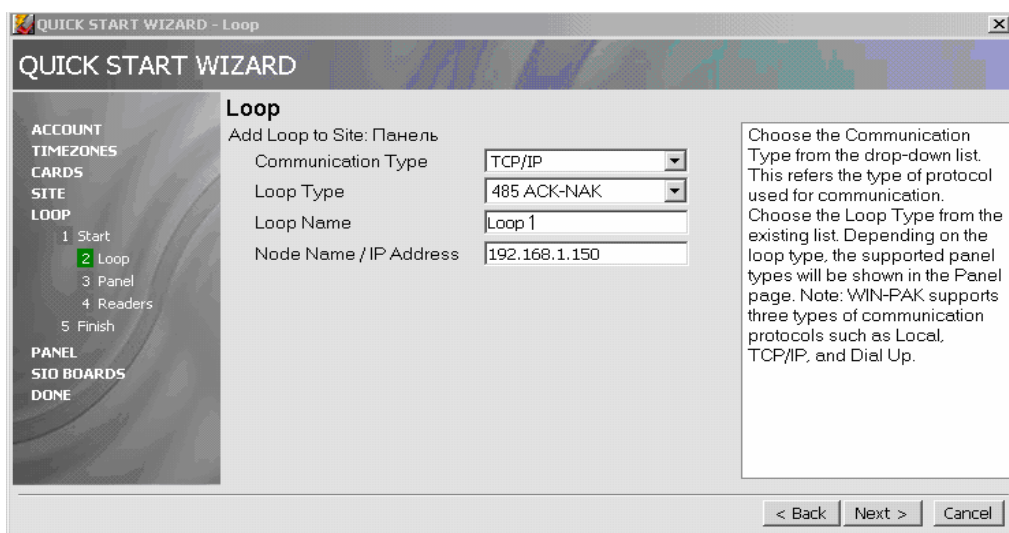 QUICK START WIZARD - Loop
QUICK START WIZARD
ACCOUNT
TIMEZONES
CARDS
SITE
LOOP
1 Start
2 Loop
3 Panel
4 Readers
5 Finish
PANEL
SIO BOARDS
DONE
Loop
Add Loop to Site: Панель
Communication Type TCP/IP
Loop Type 485 ACK-NAK
Loop Name Loop 1
Node Name / IP Address 192.168.1.150
Choose the Communication
Type from the drop-down list.
This refers the type of protocol
used for communication.
Choose the Loop Type from the
existing list. Depending on the
loop type, the supported panel
types will be shown in the Panel
page. Note: WIN-PAK supports
three types of communication
protocols such as Local,
TCP/IP, and Dial Up.
< Back Next > Cancel